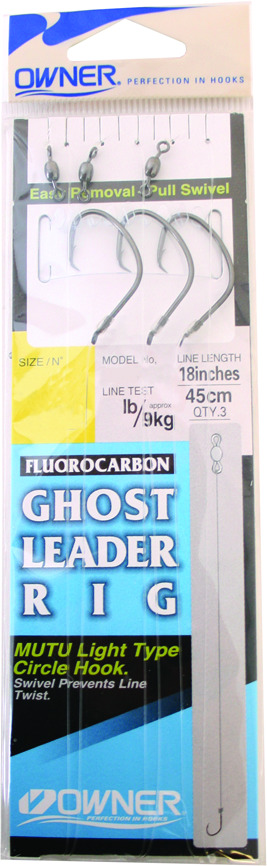 OWNER®
PERFECTION IN HOOKS
Easy Removal - Pull Swivel
SIZE / N°
MODEL No.
LINE LENGTH
18inches
45cm
QTY.3
LINE TEST
lb/approx 9kg
FLUOROCARBON
GHOST
LEADER
RIG
MUTU Light Type
Circle Hook.
Swivel Prevents Line
Twist.
OWNER®
PERFECTION IN HOOKS